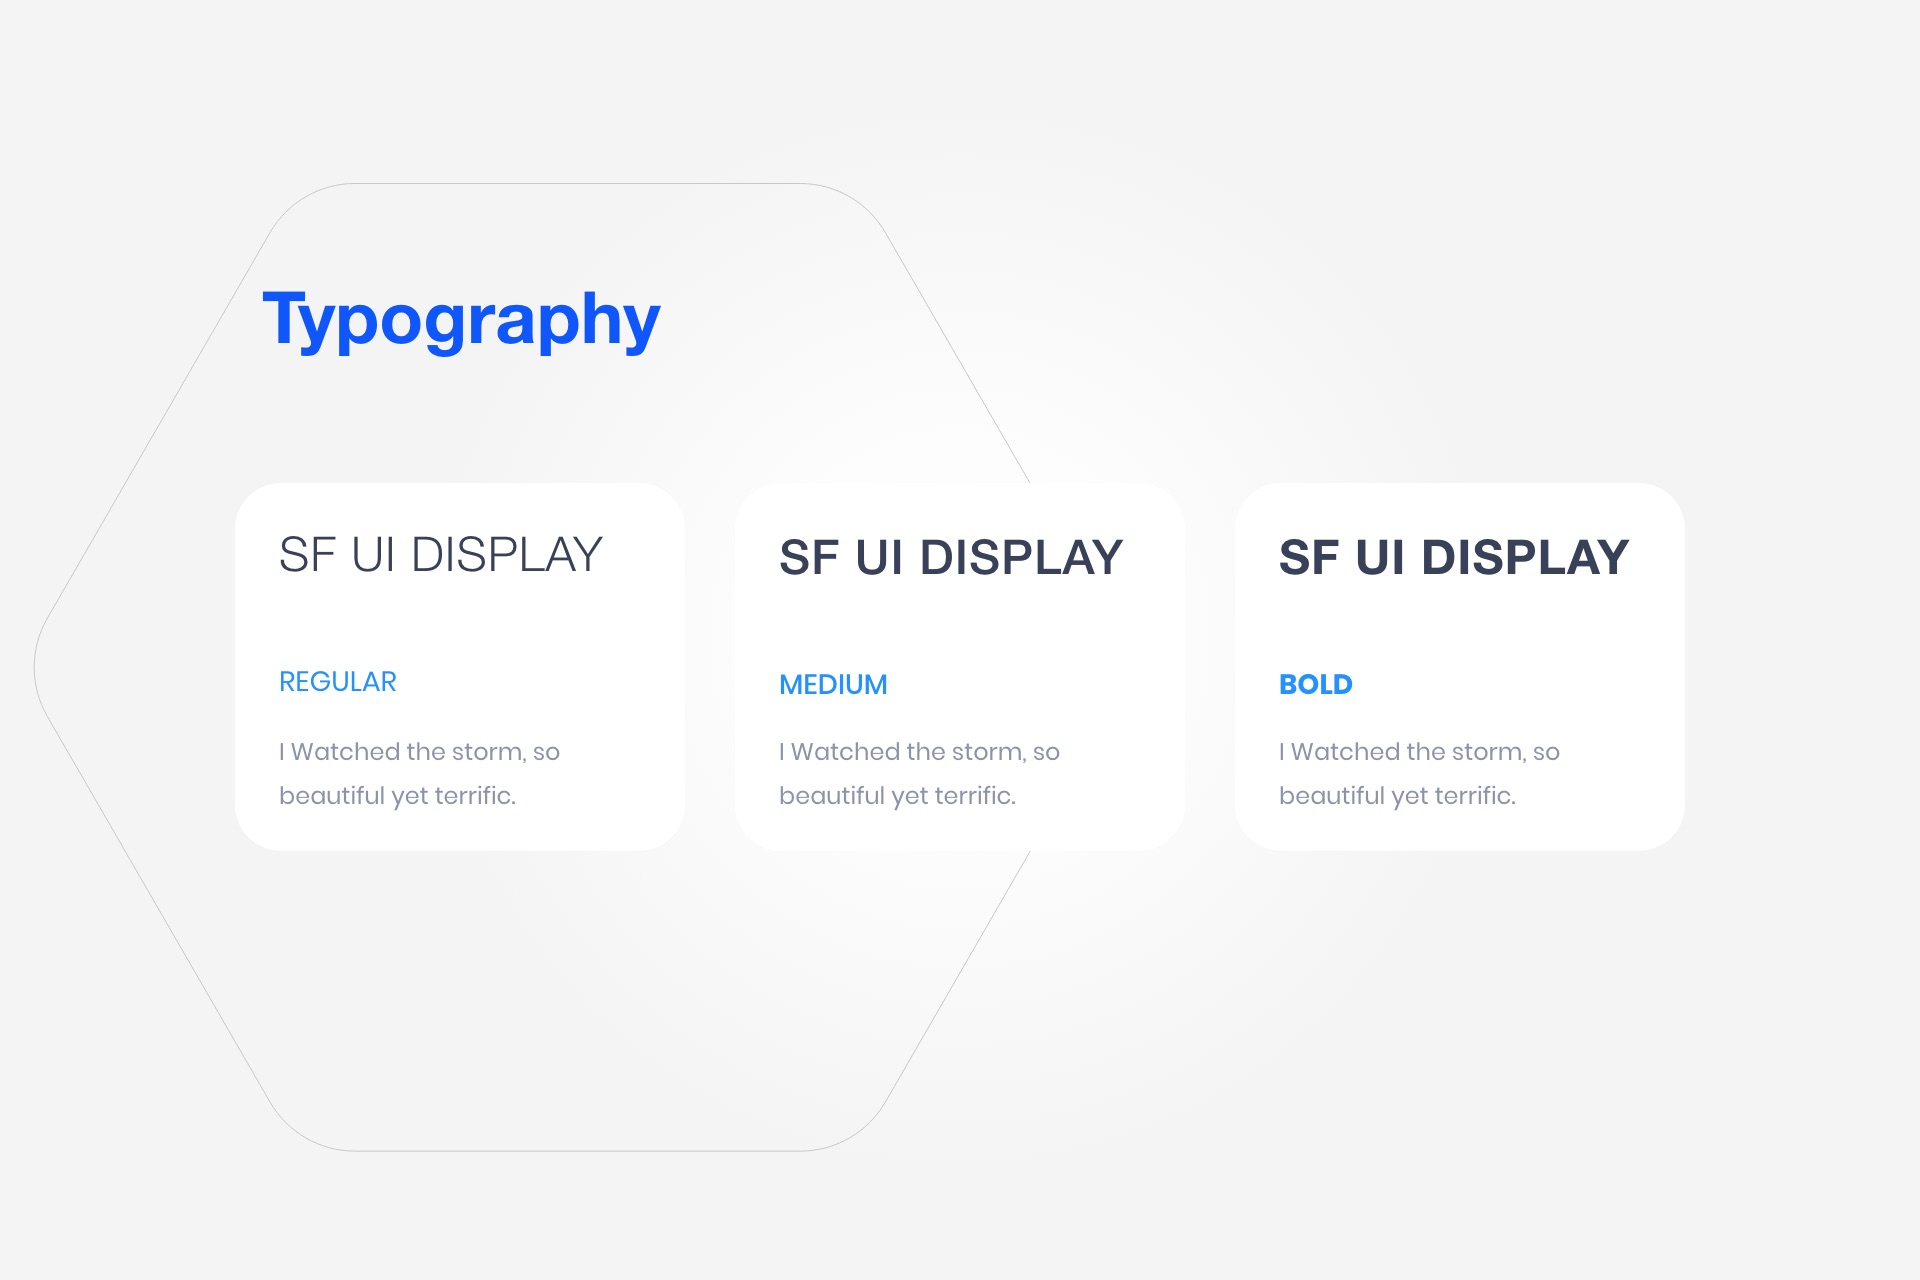 Typography
SF UI DISPLAY
REGULAR
I Watched the storm, so
beautiful yet terrific.
SF UI DISPLAY
MEDIUM
I Watched the storm, so
beautiful yet terrific.
SF UI DISPLAY
BOLD
I Watched the storm, so
beautiful yet terrific.